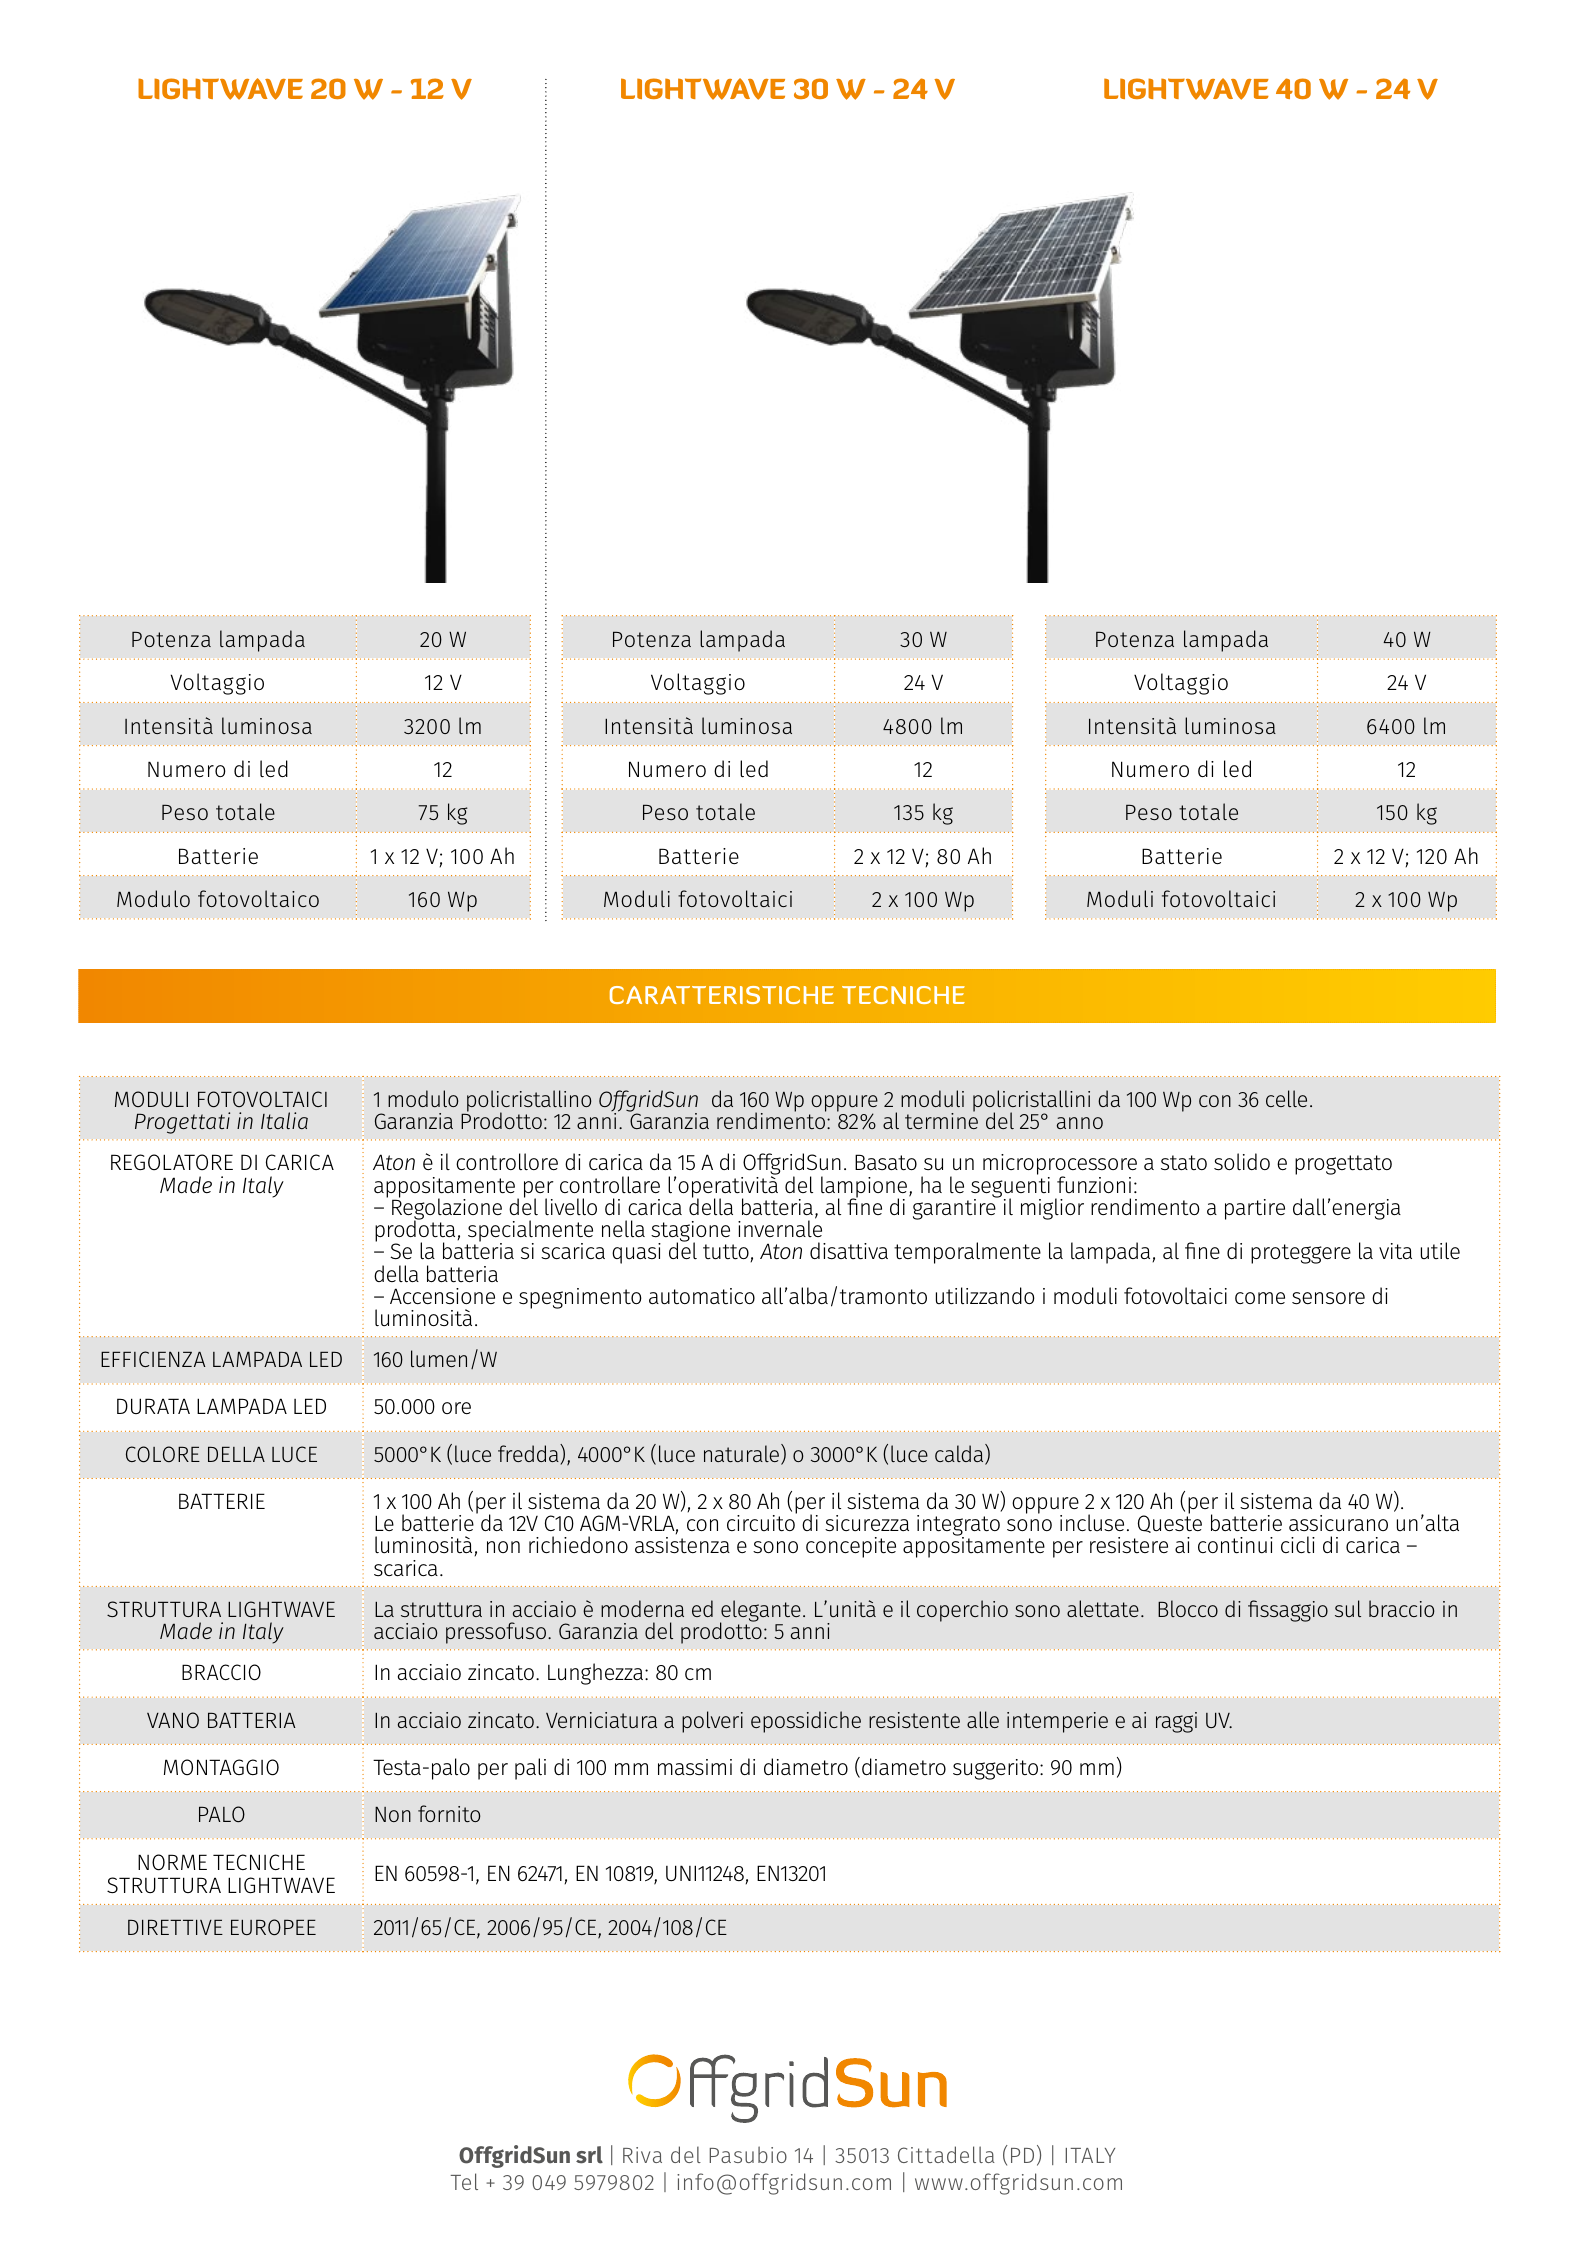 LIGHTWAVE 20 W - 12 V
LIGHTWAVE 30 W - 24 V
LIGHTWAVE 40 W - 24 V
Potenza lampada 20 W
Voltaggio 12 V
Intensità luminosa 3200 lm
Numero di led 12
Peso totale 75 kg
Batterie 1 x 12 V; 100 Ah
Modulo fotovoltaico 160 Wp
Potenza lampada 30 W
Voltaggio 24 V
Intensità luminosa 4800 lm
Numero di led 12
Peso totale 135 kg
Batterie 2 x 12 V; 80 Ah
Moduli fotovoltaici 2 x 100 Wp
Potenza lampada 40 W
Voltaggio 24 V
Intensità luminosa 6400 lm
Numero di led 12
Peso totale 150 kg
Batterie 2 x 12 V; 120 Ah
Moduli fotovoltaici 2 x 100 Wp
CARATTERISTICHE TECNICHE
MODULI FOTOVOLTAICI
Progettati in Italia
1 modulo policristallino OffgridSun da 160 Wp oppure 2 moduli policristallini da 100 Wp con 36 celle.
Garanzia Prodotto: 12 anni. Garanzia rendimento: 82% al termine del 25° anno
REGOLATORE DI CARICA
Made in Italy
Aton è il controllore di carica da 15 A di OffgridSun. Basato su un microprocessore a stato solido e progettato
appositamente per controllare l'operatività del lampione, ha le seguenti funzioni:
– Regolazione del livello di carica della batteria, al fine di garantire il miglior rendimento a partire dall'energia
prodotta, specialmente nella stagione invernale
– Se la batteria si scarica quasi del tutto, Aton disattiva temporalmente la lampada, al fine di proteggere la vita utile
della batteria
– Accensione e spegnimento automatico all'alba/tramonto utilizzando i moduli fotovoltaici come sensore di
luminosità.
EFFICIENZA LAMPADA LED 160 lumen/W
DURATA LAMPADA LED 50.000 ore
COLORE DELLA LUCE 5000°K (luce fredda), 4000°K (luce naturale) o 3000°K (luce calda)
BATTERIE
1 x 100 Ah (per il sistema da 20 W), 2 x 80 Ah (per il sistema da 30 W) oppure 2 x 120 Ah (per il sistema da 40 W).
Le batterie da 12V C10 AGM-VRLA, con circuito di sicurezza integrato sono incluse. Queste batterie assicurano un'alta
luminosità, non richiedono assistenza e sono concepite appositamente per resistere ai continui cicli di carica –
scarica.
STRUTTURA LIGHTWAVE
Made in Italy
La struttura in acciaio è moderna ed elegante. L'unità e il coperchio sono alettate. Blocco di fissaggio sul braccio in
acciaio pressofuso. Garanzia del prodotto: 5 anni
BRACCIO In acciaio zincato. Lunghezza: 80 cm
VANO BATTERIA In acciaio zincato. Verniciatura a polveri epossidiche resistente alle intemperie e ai raggi UV.
MONTAGGIO Testa-palo per pali di 100 mm massimi di diametro (diametro suggerito: 90 mm)
PALO Non fornito
NORME TECNICHE
STRUTTURA LIGHTWAVE
EN 60598-1, EN 62471, EN 10819, UNI11248, EN13201
DIRETTIVE EUROPEE 2011/65/CE, 2006/95/CE, 2004/108/CE
OffgridSun
OffgridSun srl | Riva del Pasubio 14 | 35013 Cittadella (PD) | ITALY
Tel + 39 049 5979802 | info@offgridsun.com | www.offgridsun.com